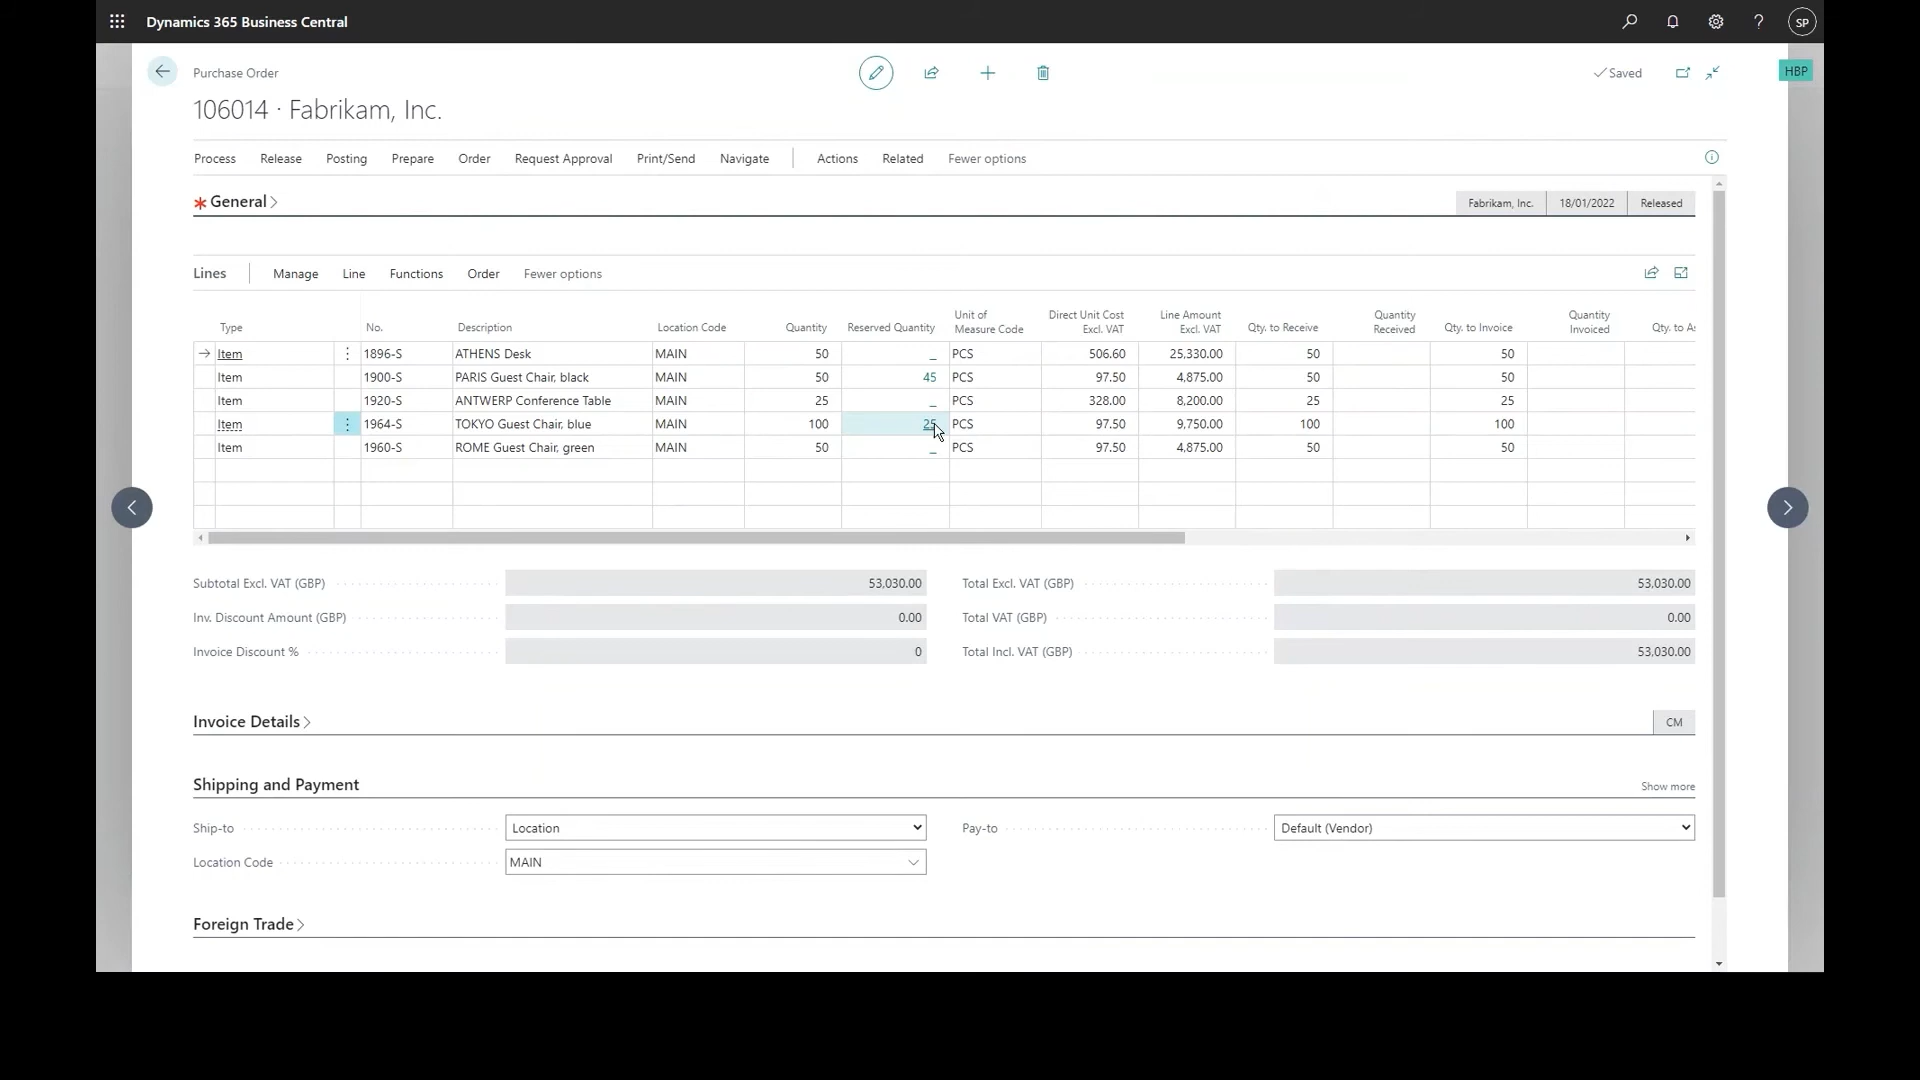 Dynamics 365 Business Central
SP
Purchase Order
Saved
HBP
106014 · Fabrikam, Inc.
Process Release Posting Prepare Order Request Approval Print/Send Navigate Actions Related Fewer options
General
Fabrikam, Inc. 18/01/2022 Released
Lines Manage Line Functions Order Fewer options
Type No. Description Location Code Quantity Reserved Quantity Unit of Measure Code Direct Unit Cost Excl. VAT Line Amount Excl. VAT Qty. to Receive Quantity Received Qty. to Invoice Quantity Invoiced Qty. to As
Item 1896-S ATHENS Desk MAIN 50 _ PCS 506.60 25,330.00 50 50
Item 1900-S PARIS Guest Chair, black MAIN 50 45 PCS 97.50 4,875.00 50 50
Item 1920-S ANTWERP Conference Table MAIN 25 _ PCS 328.00 8,200.00 25 25
Item 1964-S TOKYO Guest Chair, blue MAIN 100 25 PCS 97.50 9,750.00 100 100
Item 1960-S ROME Guest Chair, green MAIN 50 _ PCS 97.50 4,875.00 50 50
Subtotal Excl. VAT (GBP) 53,030.00 Total Excl. VAT (GBP) 53,030.00
Inv. Discount Amount (GBP) 0.00 Total VAT (GBP) 0.00
Invoice Discount % 0 Total Incl. VAT (GBP) 53,030.00
Invoice Details
CM
Shipping and Payment
Show more
Ship-to Location Pay-to Default (Vendor)
Location Code MAIN
Foreign Trade